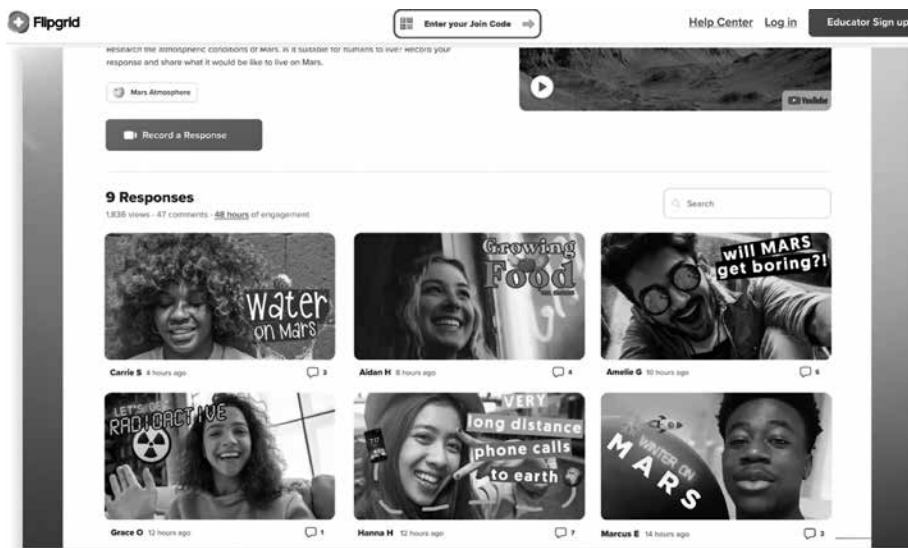 Flipgrid
Enter your Join Code
Help Center Log in Educator Sign up
Research the atmospheric conditions of Mars. Is it suitable for humans to live? Record your
response and share what it would be like to live on Mars.
Mars Atmosphere
YouTube
Record a Response
9 Responses
1,836 views · 47 comments · 48 hours of engagement
Search
Water
on Mars
Growing
Food
will MARS
get boring?!
Carrie S 4 hours ago 3
Aidan H 8 hours ago 4
Amelie G 10 hours ago 6
LET'S GET
RADIOACTIVE
VERY
long distance
phone calls
to earth
WINTER ON
MARS
Grace O 12 hours ago 1
Hanna H 12 hours ago 7
Marcus E 14 hours ago 3